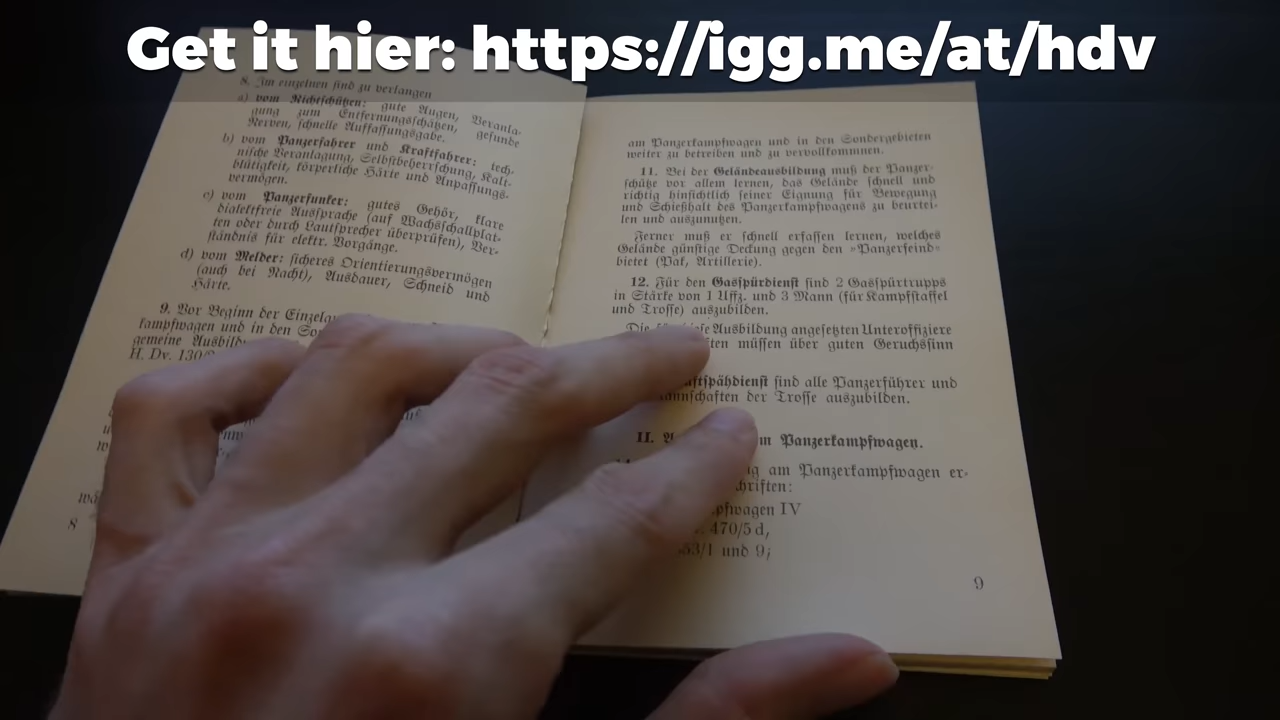 Get it hier: https://igg.me/at/hdv
8. Im einzelnen sind zu verlangen
a) vom Richtschützen: gute Augen, Veranla-
gung zum Entfernungsschätzen, gesunde
Nerven, schnelle Auffassungsgabe.
b) vom Panzerfahrer und Kraftfahrer: tech-
nische Veranlagung, Selbstbeherrschung, Kalt-
blütigkeit, körperliche Härte und Anpassungs-
vermögen.
c) vom Panzerfunker: gutes Gehör, klare
dialektfreie Aussprache (auf Wachsschallplat-
ten oder durch Lautsprecher überprüfen), Ver-
ständnis für elektr. Vorgänge.
d) vom Melder: sicheres Orientierungsvermögen
(auch bei Nacht), Ausdauer, Schneid und
Härte.
9. Vor Beginn der
kampfwagen und in den
gemeine
H. Dv.
8
am Panzerkampfwagen und in den Sondergebieten
weiter zu betreiben und zu vervollkommnen.
11. Bei der Geländeausbildung muß der Panzer-
schütze vor allem lernen, das Gelände schnell und
richtig hinsichtlich seiner Eignung für Bewegung
und Schießhalt des Panzerkampfwagens zu beurtei-
len und auszunutzen.
Ferner muß er schnell erfassen lernen, welches
Gelände günstige Deckung gegen den »Panzerfeind«
bietet (Pak, Artillerie).
12. Für den Gasspürdienst sind 2 Gasspürtrupps
in Stärke von 1 Uffz. und 3 Mann (für Kampfstaffel
und Trosse) auszubilden.
Die Ausbildung angesetzten Unteroffiziere
müssen über guten Geruchssinn
sind alle Panzerführer und
der Trosse auszubilden.
II. Panzerkampfwagen.
am Panzerkampfwagen er-
IV
470/5 d,
und 9;
9